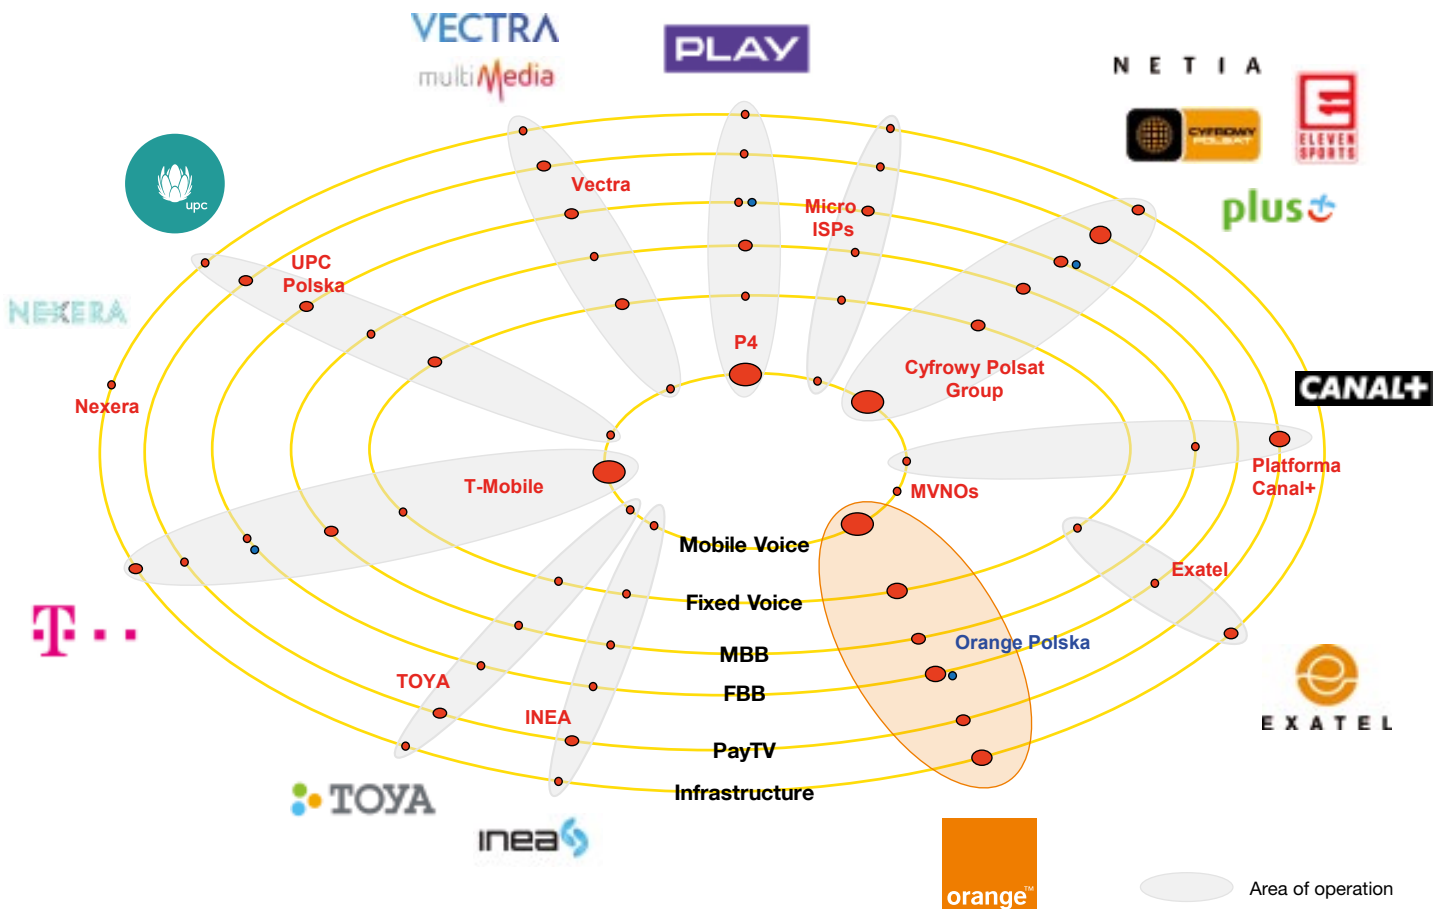 VECTRA
multiMedia
PLAY
NETIA
CYFROWY
POLSAT
ELEVEN
SPORTS
plus
upc
Vectra
Micro
ISPs
UPC
Polska
NEXERA
P4
Cyfrowy Polsat
Group
CANAL+
Nexera
T-Mobile
Platforma
Canal+
MVNOs
Mobile Voice
Exatel
Fixed Voice
T
Orange Polska
MBB
TOYA
FBB
INEA
EXATEL
PayTV
Infrastructure
TOYA
inea
orange™
Area of operation